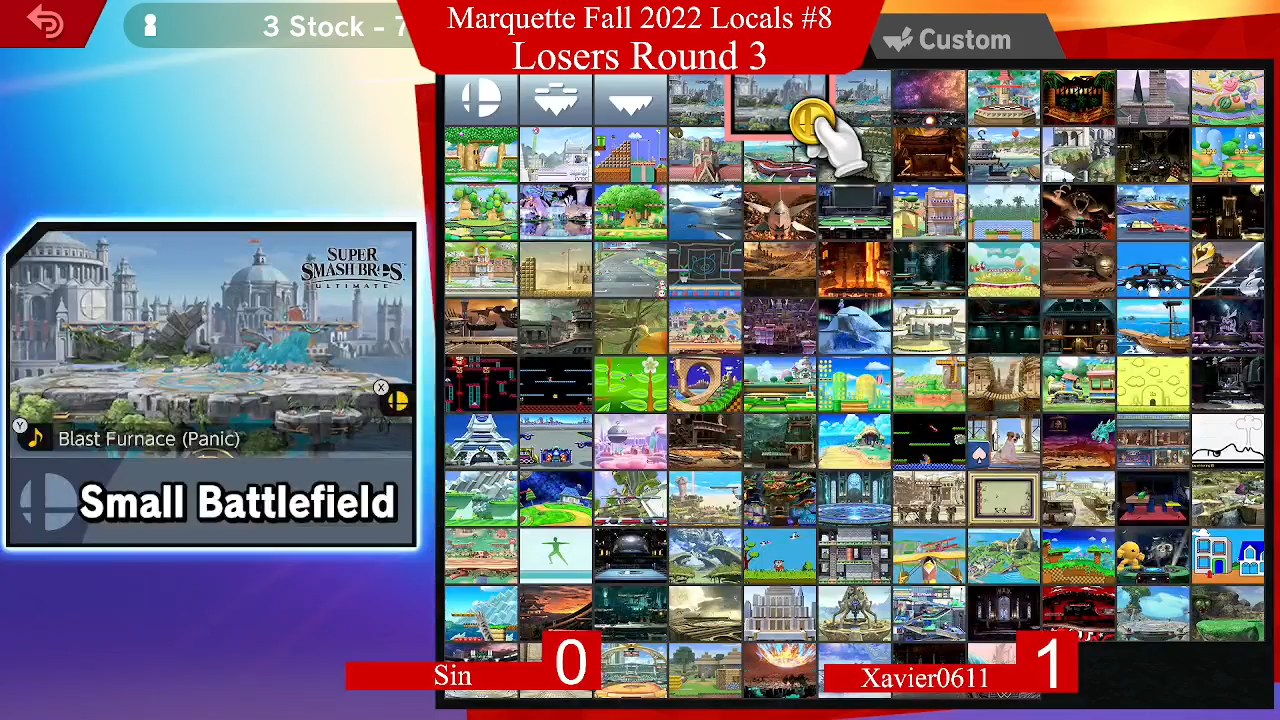 Marquette Fall 2022 Locals #8
Losers Round 3
3 Stock - 7
Custom
SUPER
SMASH BROS.
ULTIMATE
X
Y
Blast Furnace (Panic)
Small Battlefield
Sin
0
Xavier0611
1